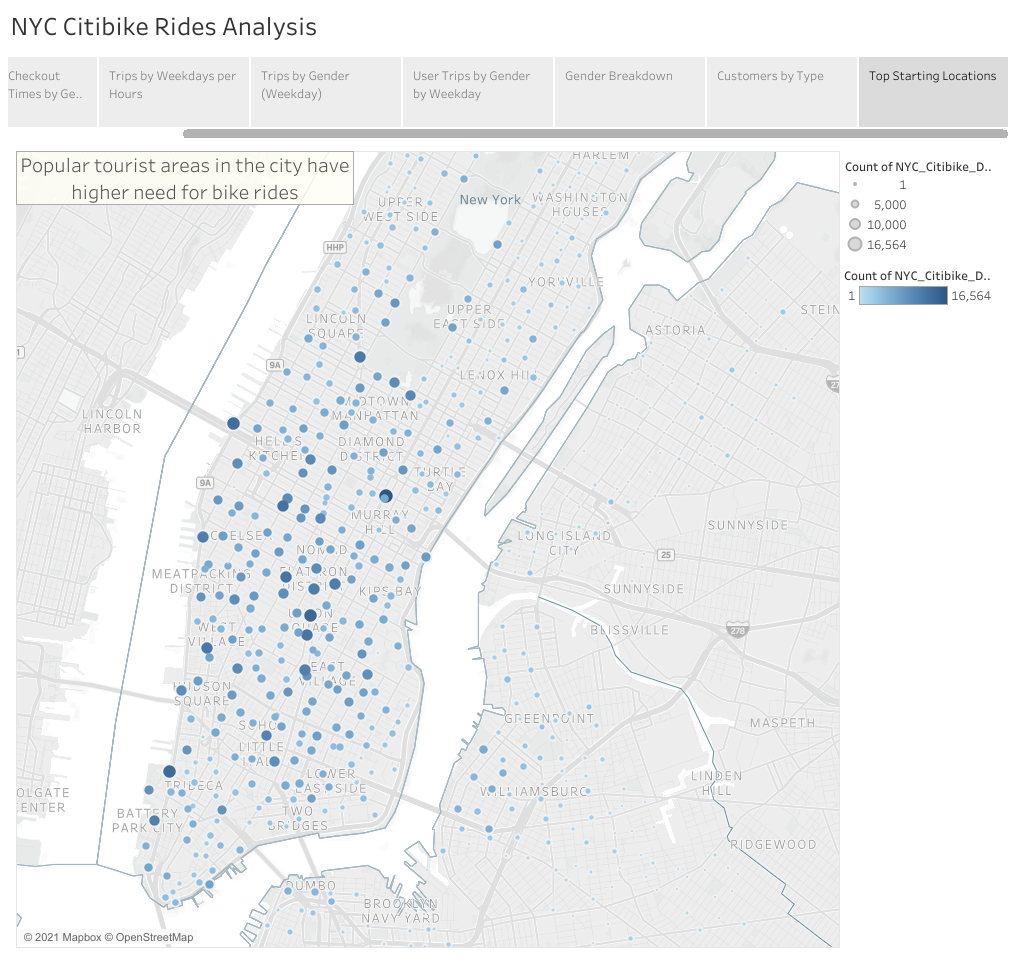 NYC Citibike Rides Analysis
Checkout
Times by Ge..
Trips by Weekdays per
Hours
Trips by Gender
(Weekday)
User Trips by Gender
by Weekday
Gender Breakdown
Customers by Type
Top Starting Locations
Popular tourist areas in the city have
higher need for bike rides
Count of NYC_Citibike_D..
1
5,000
10,000
16,564
Count of NYC_Citibike_D..
1
16,564
HARLEM
UPPER
WEST SIDE
New York
WASHINGTON
HOUSES
HHP
YORKVILLE
LINCOLN
SQUARE
UPPER
EAST SIDE
STEIN
ASTORIA
1
9A
LENOX HILL
27
LINCOLN
HARBOR
MIDTOWN
MANHATTAN
HELL'S
KITCHEN
DIAMOND
DISTRICT
TURTLE
BAY
9A
MURRAY
HILL
SUNNYSIDE
CHELSEA
LONG ISLAND
CITY
NOMAD
25
MEATPACKING
DISTRICT
FLATIRON
DISTRICT
KIPS BAY
SUNNYSIDE
UNION
SQUARE
WEST
VILLAGE
BLISSVILLE
278
EAST
VILLAGE
HUDSON
SQUARE
SOHO
GREENPOINT
MASPETH
LITTLE
ITALY
LOWER
EAST SIDE
LINDEN
HILL
TRIBECA
WILLIAMSBURG
OLGATE
ENTER
BATTERY
PARK CITY
TWO
BRIDGES
RIDGEWOOD
DUMBO
BROOKLYN
NAVY YARD
© 2021 Mapbox © OpenStreetMap